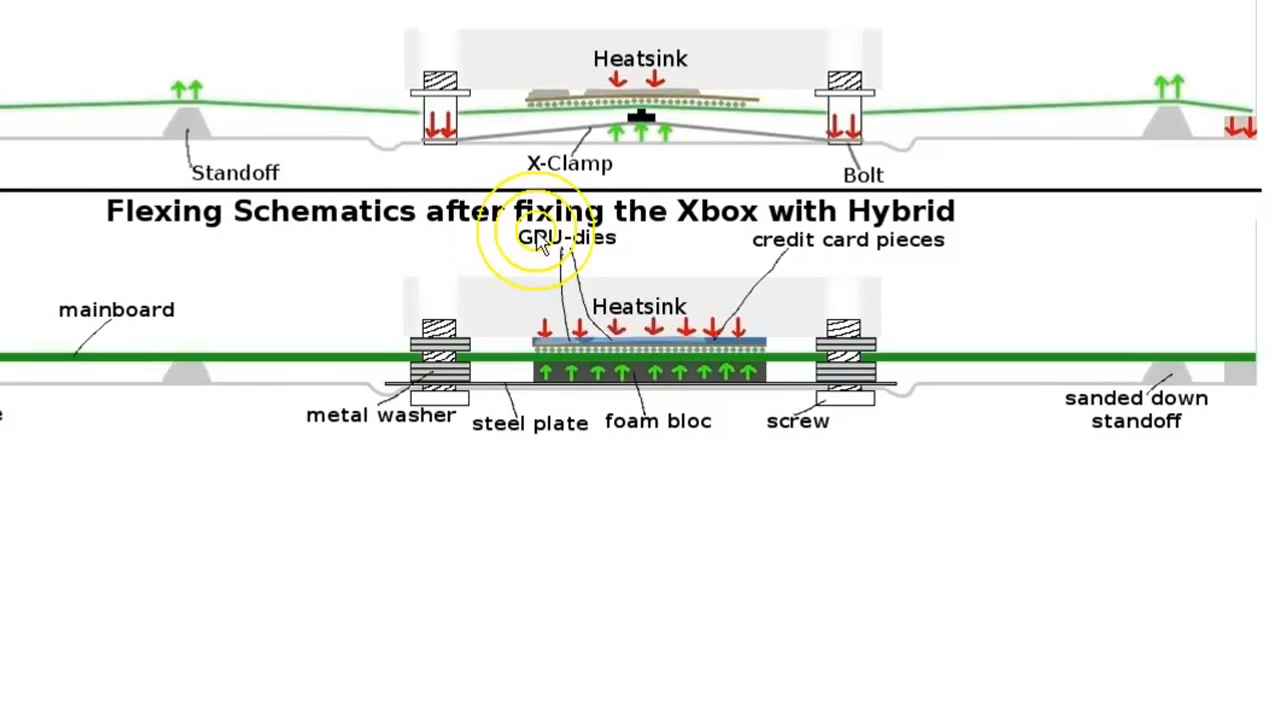 Heatsink
Standoff
X-Clamp
Bolt
Flexing Schematics after fixing the Xbox with Hybrid
GPU-dies
credit card pieces
mainboard
Heatsink
metal washer
steel plate
foam bloc
screw
sanded down
standoff
e